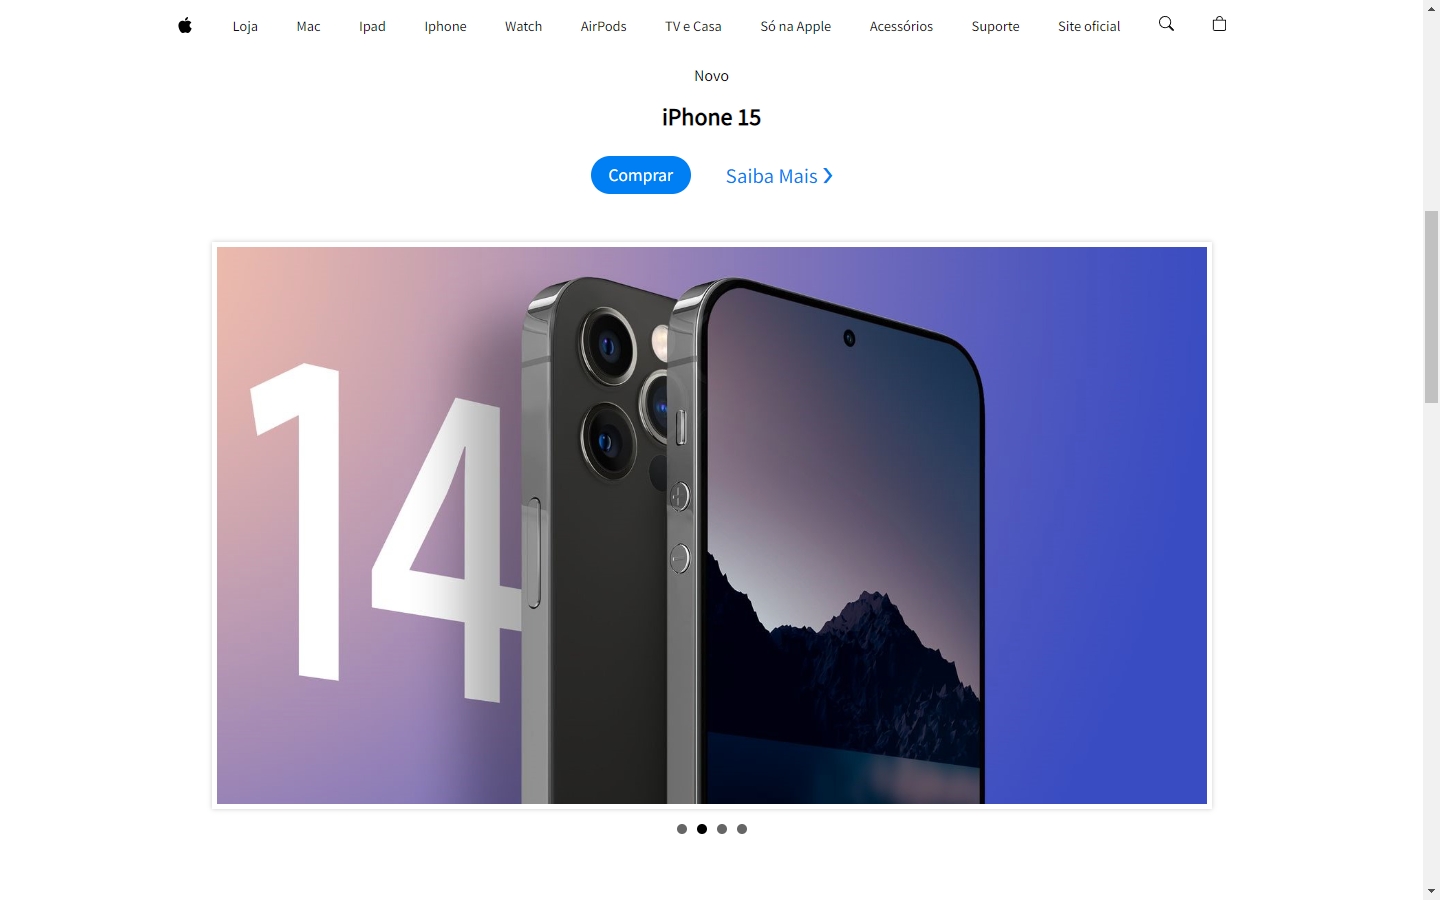 Loja Mac Ipad Iphone Watch AirPods TV e Casa Só na Apple Acessórios Suporte Site oficial
Novo
iPhone 15
Comprar Saiba Mais ❯
14